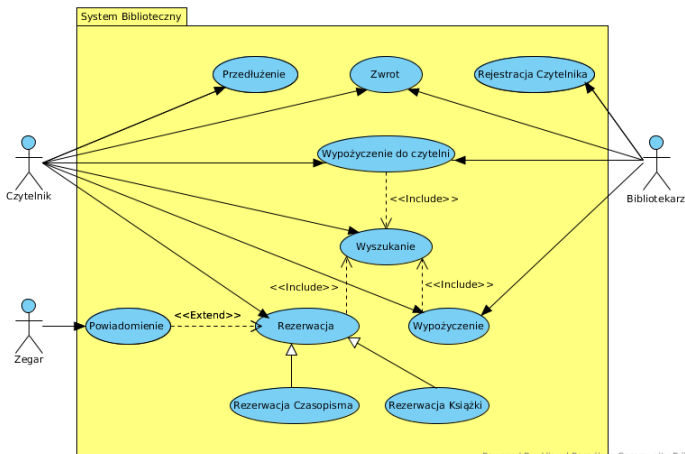 System Biblioteczny
Przedłużenie
Zwrot
Rejestracja Czytelnika
Wypożyczenie do czytelni
Czytelnik
Bibliotekarz
<<Include>>
Wyszukanie
<<Include>>
<<Include>>
<<Extend>>
Powiadomienie
Rezerwacja
Wypożyczenie
Zegar
Rezerwacja Czasopisma
Rezerwacja Książki